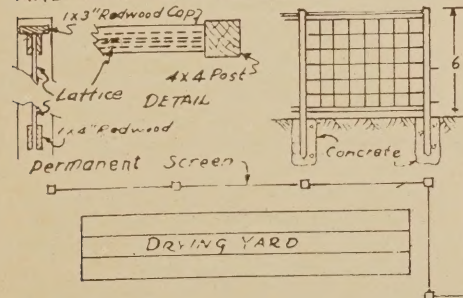 1x3" Redwood Cap
4x4 Post
Lattice
DETAIL
1x4" Redwood
6
Concrete
Permanent Screen
DRYING YARD